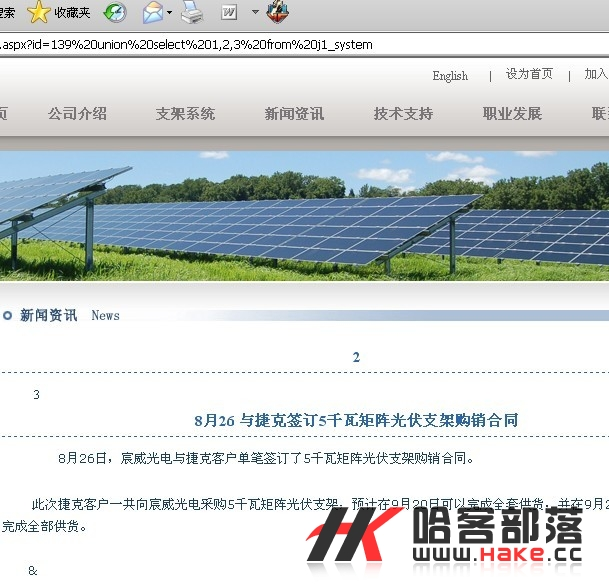 搜索 收藏夹
.aspx?id=139%20union%20select%201,2,3%20from%20j1_system
English | 设为首页 | 加入
页 公司介绍 支架系统 新闻资讯 技术支持 职业发展 联
新闻资讯 News
2
3
8月26 与捷克签订5千瓦矩阵光伏支架购销合同
8月26日，宸威光电与捷克客户单笔签订了5千瓦矩阵光伏支架购销合同。
此次捷克客户一共向宸威光电采购5千瓦矩阵光伏支架，预计在9月20日可以完成全套供货，并在9月2
完成全部供货。
&
哈客部落
www.Hake.cc